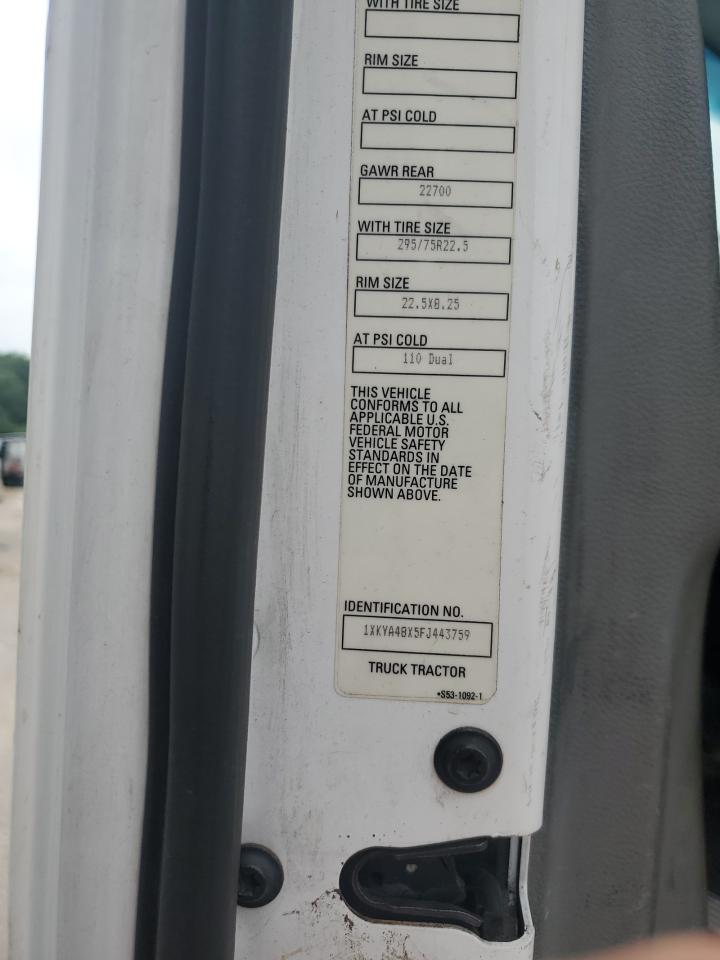 WITH TIRE SIZE
RIM SIZE
AT PSI COLD
GAWR REAR
22700
WITH TIRE SIZE
295/75R22.5
RIM SIZE
22.5X8.25
AT PSI COLD
110 Dual
THIS VEHICLE
CONFORMS TO ALL
APPLICABLE U.S.
FEDERAL MOTOR
VEHICLE SAFETY
STANDARDS IN
EFFECT ON THE DATE
OF MANUFACTURE
SHOWN ABOVE.
IDENTIFICATION NO.
1XKYA48X5FJ443759
TRUCK TRACTOR
*S53-1092-1